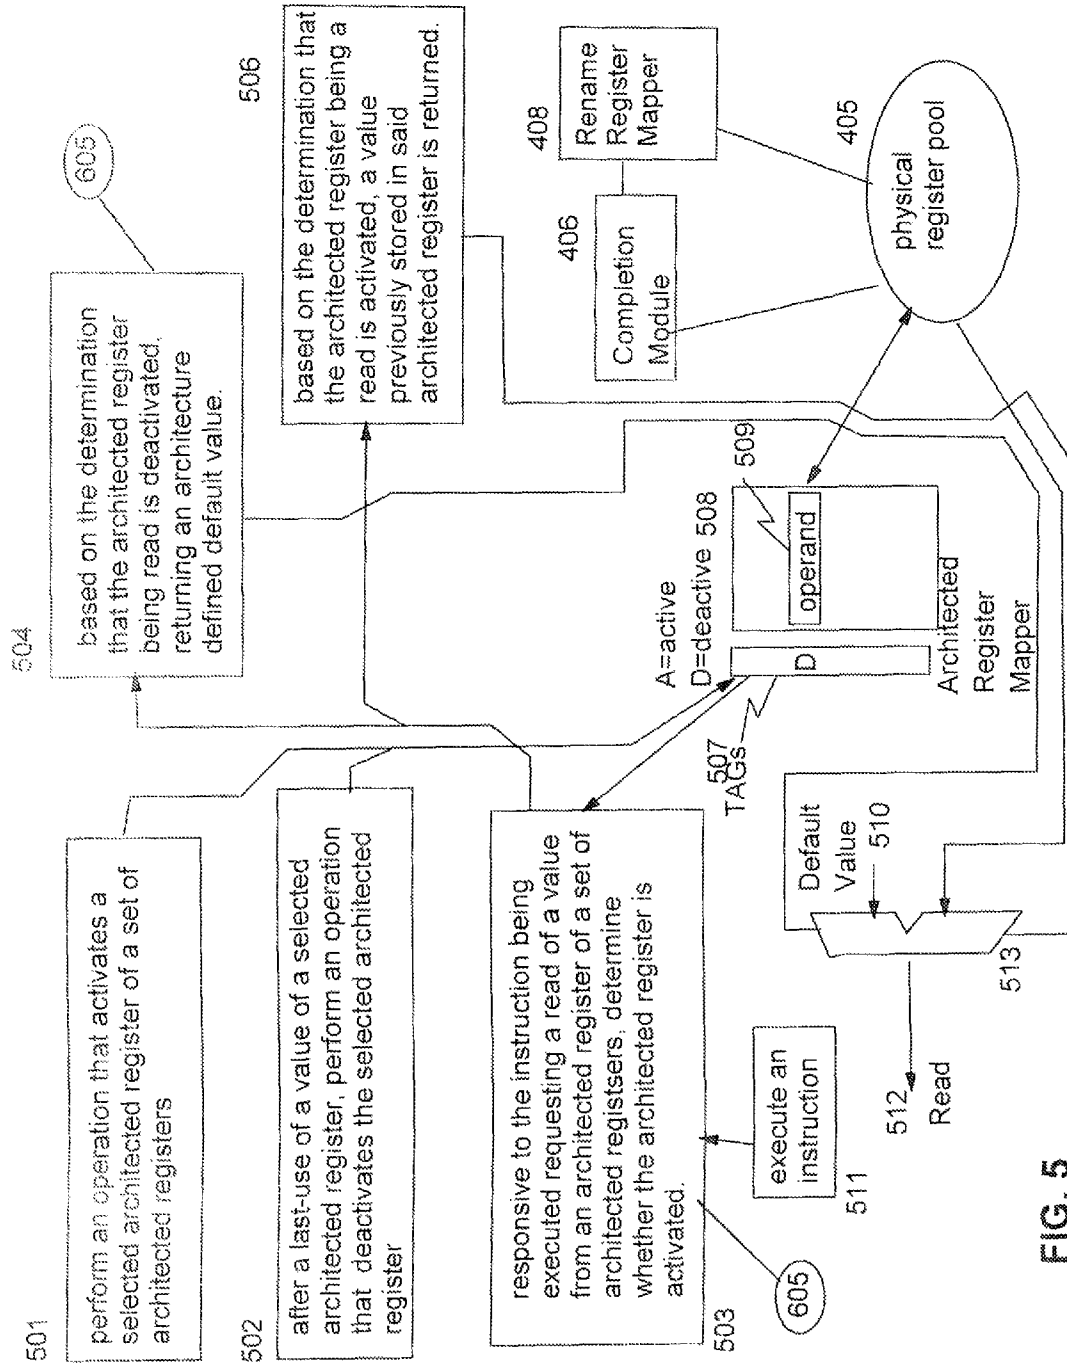 501
perform an operation that activates a
selected architected register of a set of
architected registers
502
after a last-use of a value of a selected
architected register, perform an operation
that deactivates the selected architected
register
503
responsive to the instruction being
executed requesting a read of a value
from an architected register of a set of
architected registsers, determine
whether the architected register is
activated.
605
execute an
instruction
511
504
based on the determination
that the architected register
being read is deactivated,
returning an architecture
defined default value.
605
506
based on the determination that
the architected register being a
read is activated, a value
previously stored in said
architected register is returned.
A=active
D=deactive 508
507
TAGs
D
operand
509
Architected
Register
Mapper
406
Completion
Module
408
Rename
Register
Mapper
405
physical
register pool
Default
Value
510
513
512
Read
FIG. 5